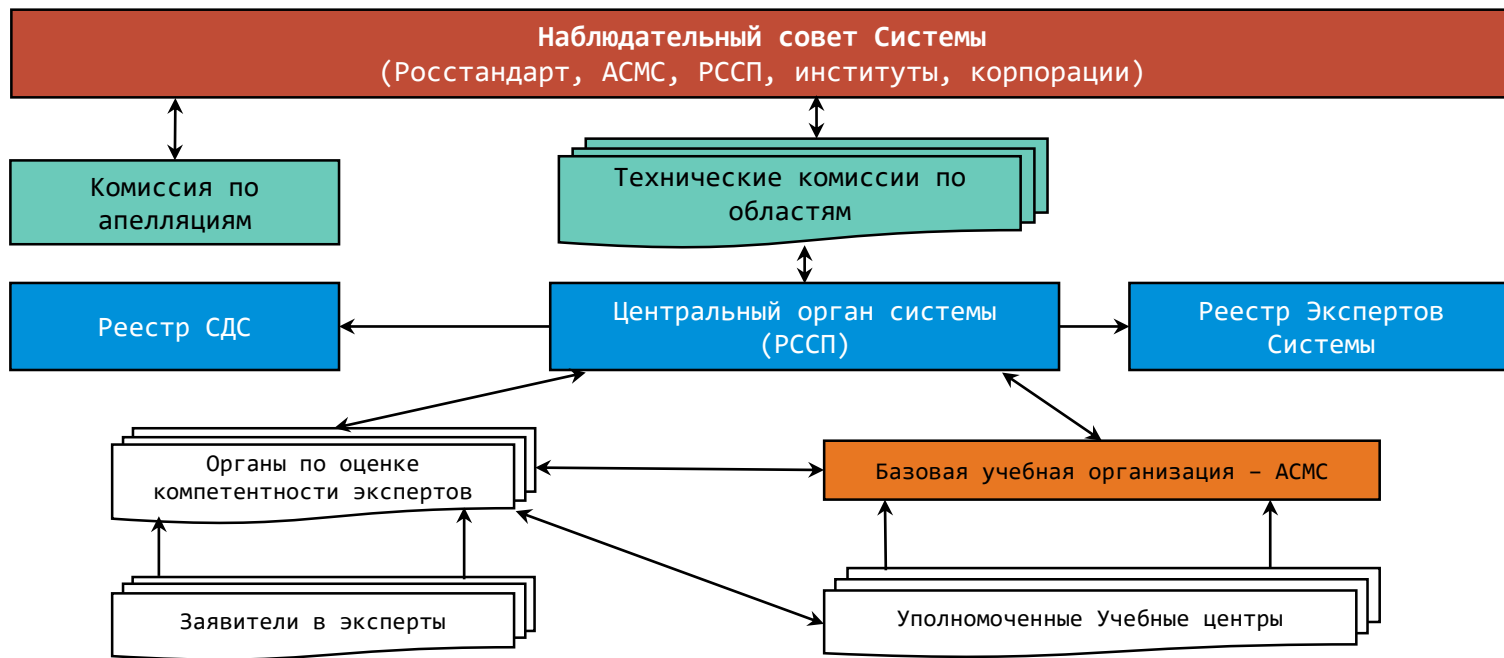 Наблюдательный совет Системы
(Росстандарт, АСМС, РССП, институты, корпорации)
Комиссия по
апелляциям
Технические комиссии по
областям
Реестр СДС
Центральный орган системы
(РССП)
Реестр Экспертов
Системы
Органы по оценке
компетентности экспертов
Базовая учебная организация – АСМС
Заявители в эксперты
Уполномоченные Учебные центры